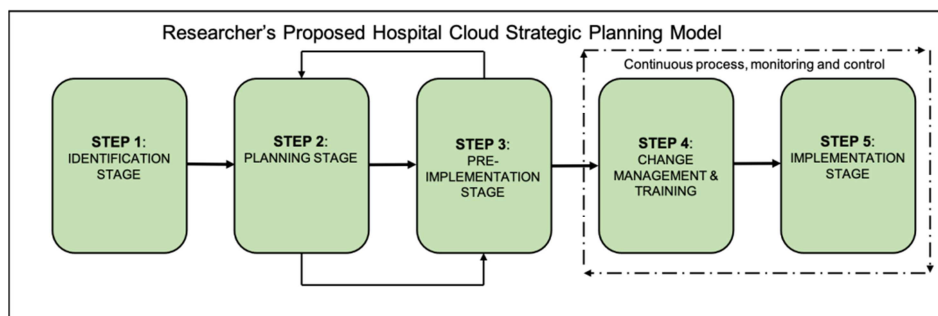 Researcher's Proposed Hospital Cloud Strategic Planning Model
Continuous process, monitoring and control
STEP 1:
IDENTIFICATION
STAGE
STEP 2:
PLANNING STAGE
STEP 3:
PRE-
IMPLEMENTATION
STAGE
STEP 4:
CHANGE
MANAGEMENT &
TRAINING
STEP 5:
IMPLEMENTATION
STAGE